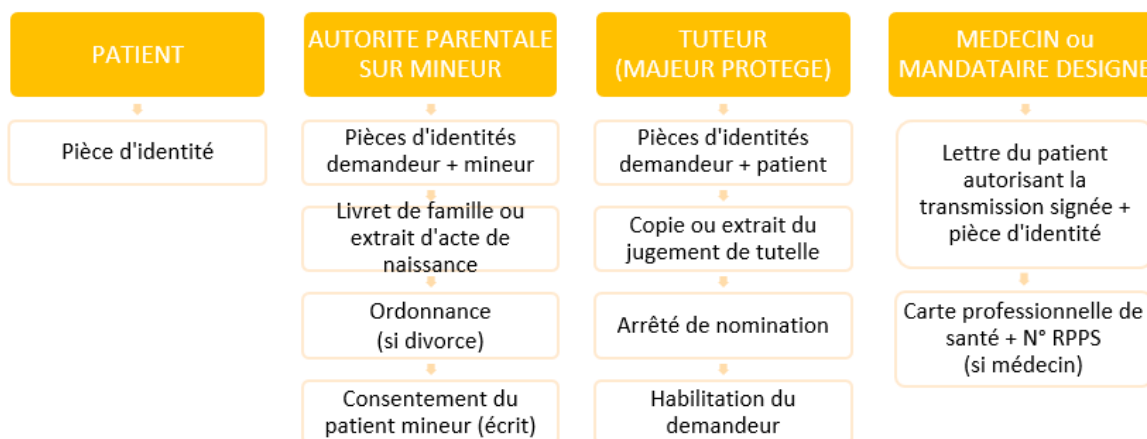 PATIENT
Pièce d'identité
AUTORITE PARENTALE
SUR MINEUR
Pièces d'identités
demandeur + mineur
Livret de famille ou
extrait d'acte de
naissance
Ordonnance
(si divorce)
Consentement du
patient mineur (écrit)
TUTEUR
(MAJEUR PROTEGE)
Pièces d'identités
demandeur + patient
Copie ou extrait du
jugement de tutelle
Arrêté de nomination
Habilitation du
demandeur
MEDECIN ou
MANDATAIRE DESIGNE
Lettre du patient
autorisant la
transmission signée +
pièce d'identité
Carte professionnelle de
santé + N° RPPS
(si médecin)